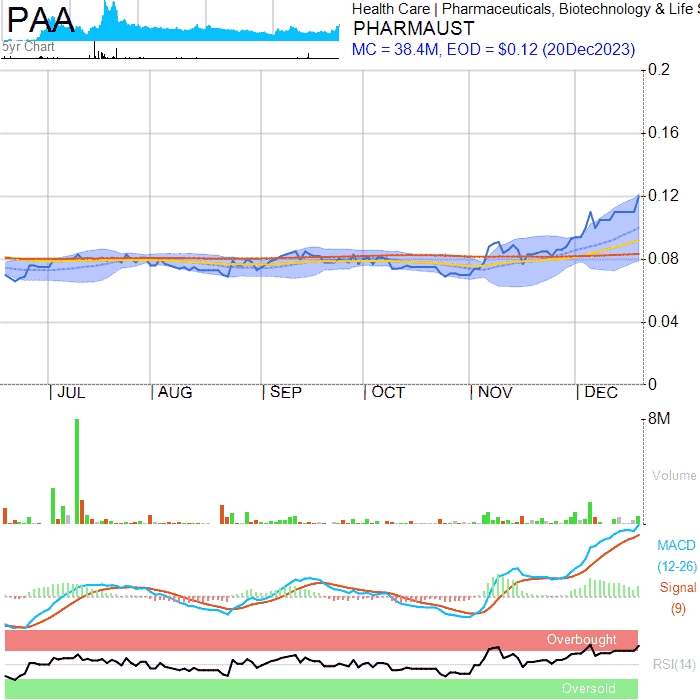 PAA
5yr Chart
Health Care | Pharmaceuticals, Biotechnology & Life
PHARMAUST
MC = 38.4M, EOD = $0.12 (20Dec2023)
0.2
0.16
0.12
0.08
0.04
0
| JUL | AUG | SEP | OCT | NOV | DEC
8M
Volume
MACD
(12-26)
Signal
(9)
Overbought
RSI(14)
Oversold